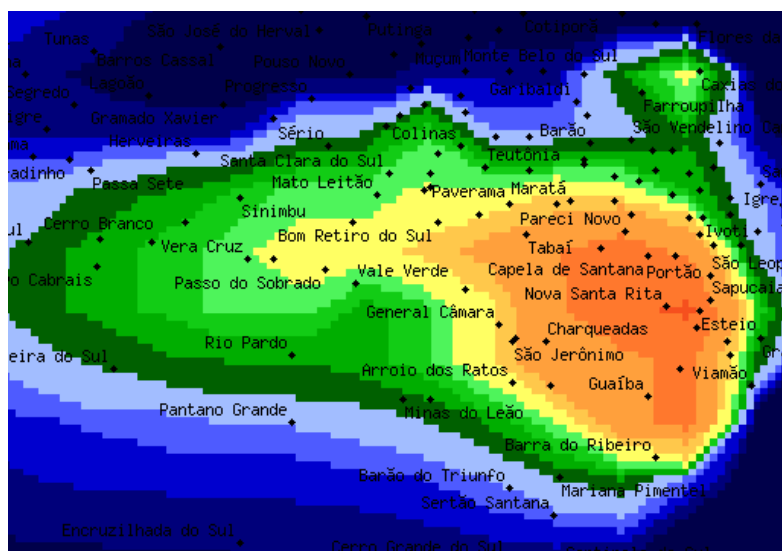 São José do Herval
Putinga
Cotiporã
Flores da
Tunas
Barros Cassal
Pouso Novo
Muçum
Monte Belo do Sul
Lagoão
Progresso
Garibaldi
Caxias do
Segredo
Gramado Xavier
Farroupilha
Herveiras
Sério
Colinas
Barão
São Vendelino
Santa Clara do Sul
Teutônia
Passa Sete
Mato Leitão
Paverama
Maratá
Igre
Sinimbu
Cerro Branco
Pareci Novo
Bom Retiro do Sul
Ivoti
Vera Cruz
Tabaí
São Leop
Vale Verde
Capela de Santana
Portão
Passo do Sobrado
Nova Santa Rita
Sapucaia
General Câmara
Charqueadas
Esteio
Rio Pardo
São Jerônimo
eira do Sul
Arroio dos Ratos
Guaíba
Viamão
Pantano Grande
Minas do Leão
Barra do Ribeiro
Barão do Triunfo
Mariana Pimentel
Sertão Santana
Encruzilhada do Sul
Cerro Grande do Sul